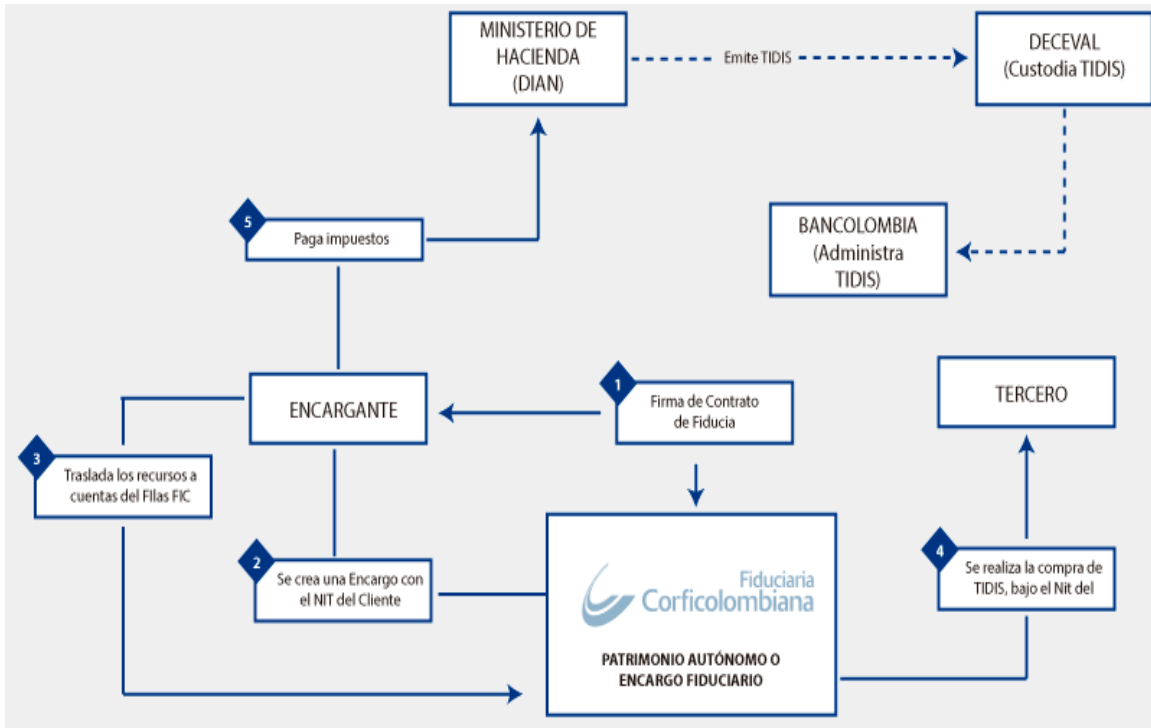 MINISTERIO DE
HACIENDA
(DIAN)
Emite TIDIS
DECEVAL
(Custodia TIDIS)
BANCOLOMBIA
(Administra
TIDIS)
5
Paga impuestos
ENCARGANTE
1
Firma de Contrato
de Fiducia
TERCERO
3
Traslada los recursos a
cuentas del FIlas FIC
2
Se crea una Encargo con
el NIT del Cliente
Fiduciaria
Corficolombiana
PATRIMONIO AUTÓNOMO O
ENCARGO FIDUCIARIO
4
Se realiza la compra de
TIDIS, bajo el Nit del